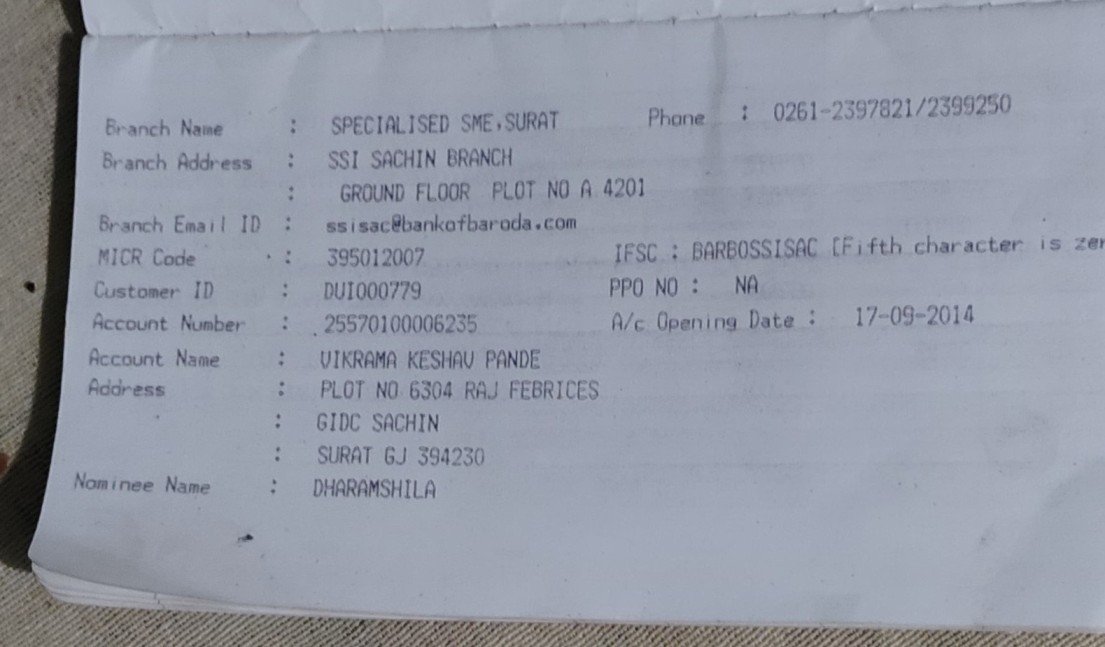 Branch Name : SPECIALISED SME,SURAT Phone : 0261-2397821/2399250
Branch Address : SSI SACHIN BRANCH
: GROUND FLOOR PLOT NO A 4201
Branch Email ID : ssisac@bankofbaroda.com
MICR Code : 395012007 IFSC : BARB0SSISAC [Fifth character is zer
Customer ID : DUI000779 PPO NO : NA
Account Number : 25570100006235 A/c Opening Date : 17-09-2014
Account Name : VIKRAMA KESHAV PANDE
Address : PLOT NO 6304 RAJ FEBRICES
: GIDC SACHIN
: SURAT GJ 394230
Nominee Name : DHARAMSHILA